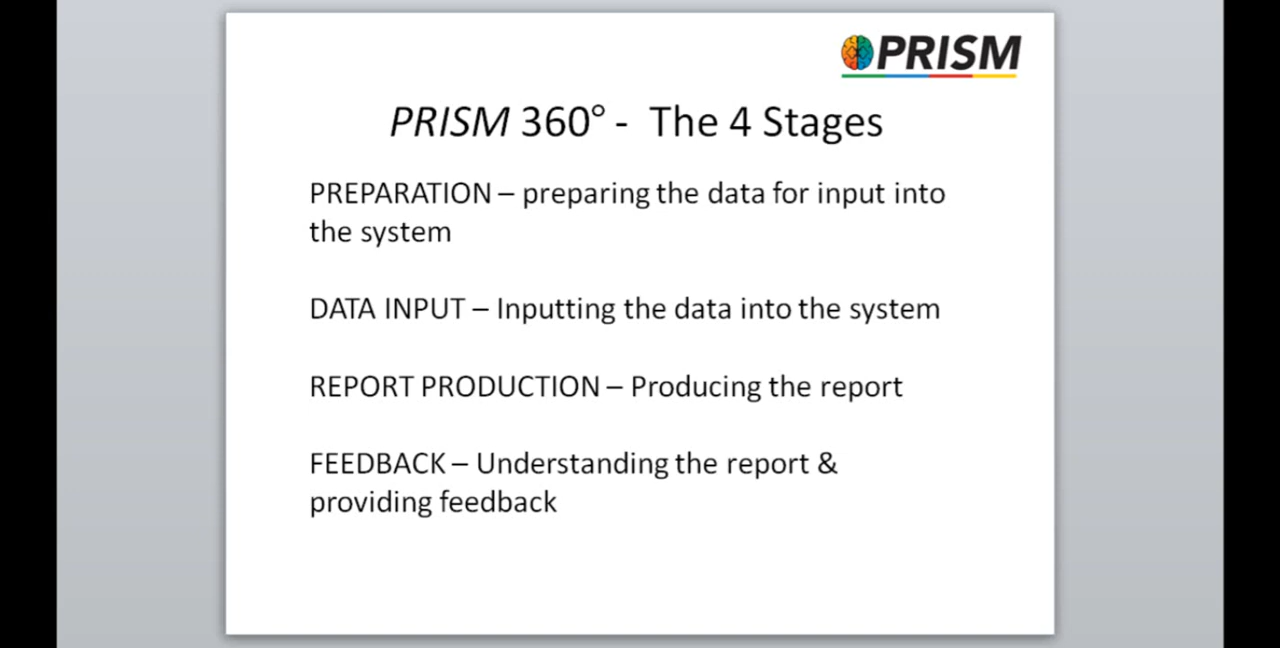 PRISM
PRISM 360° - The 4 Stages
PREPARATION – preparing the data for input into
the system
DATA INPUT – Inputting the data into the system
REPORT PRODUCTION – Producing the report
FEEDBACK – Understanding the report &
providing feedback